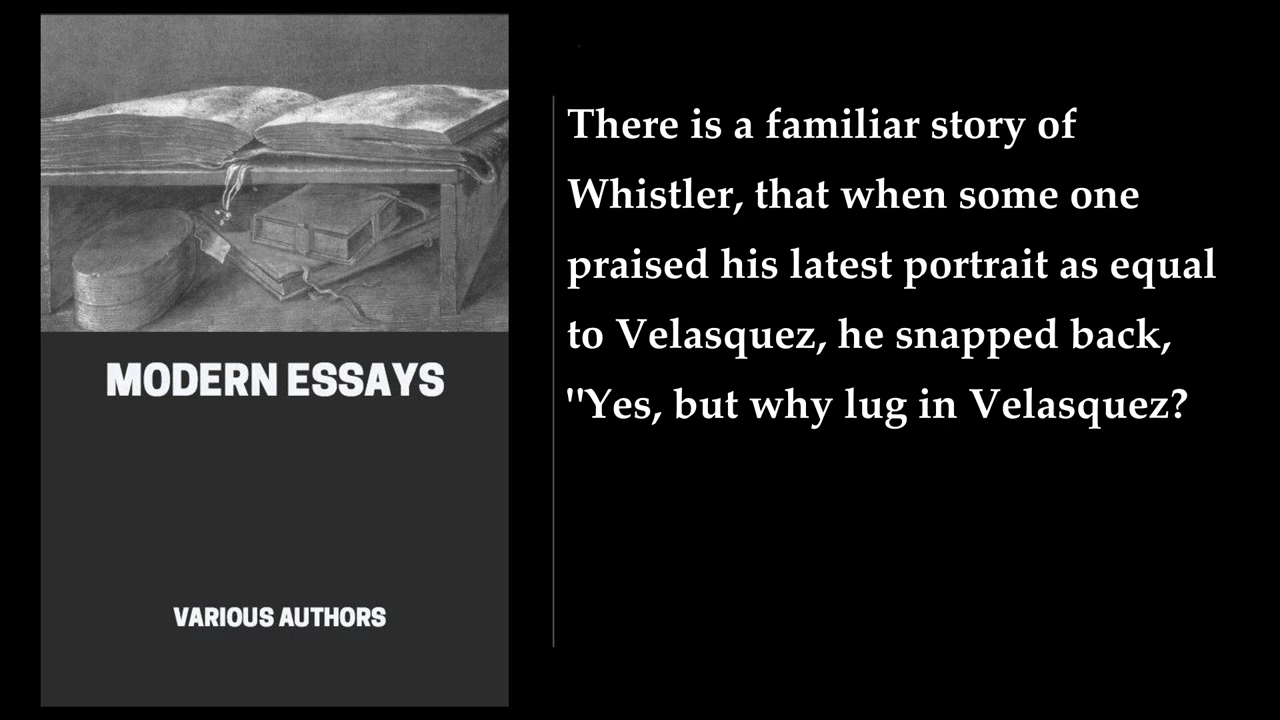 MODERN ESSAYS
VARIOUS AUTHORS
There is a familiar story of
Whistler, that when some one
praised his latest portrait as equal
to Velasquez, he snapped back,
"Yes, but why lug in Velasquez?